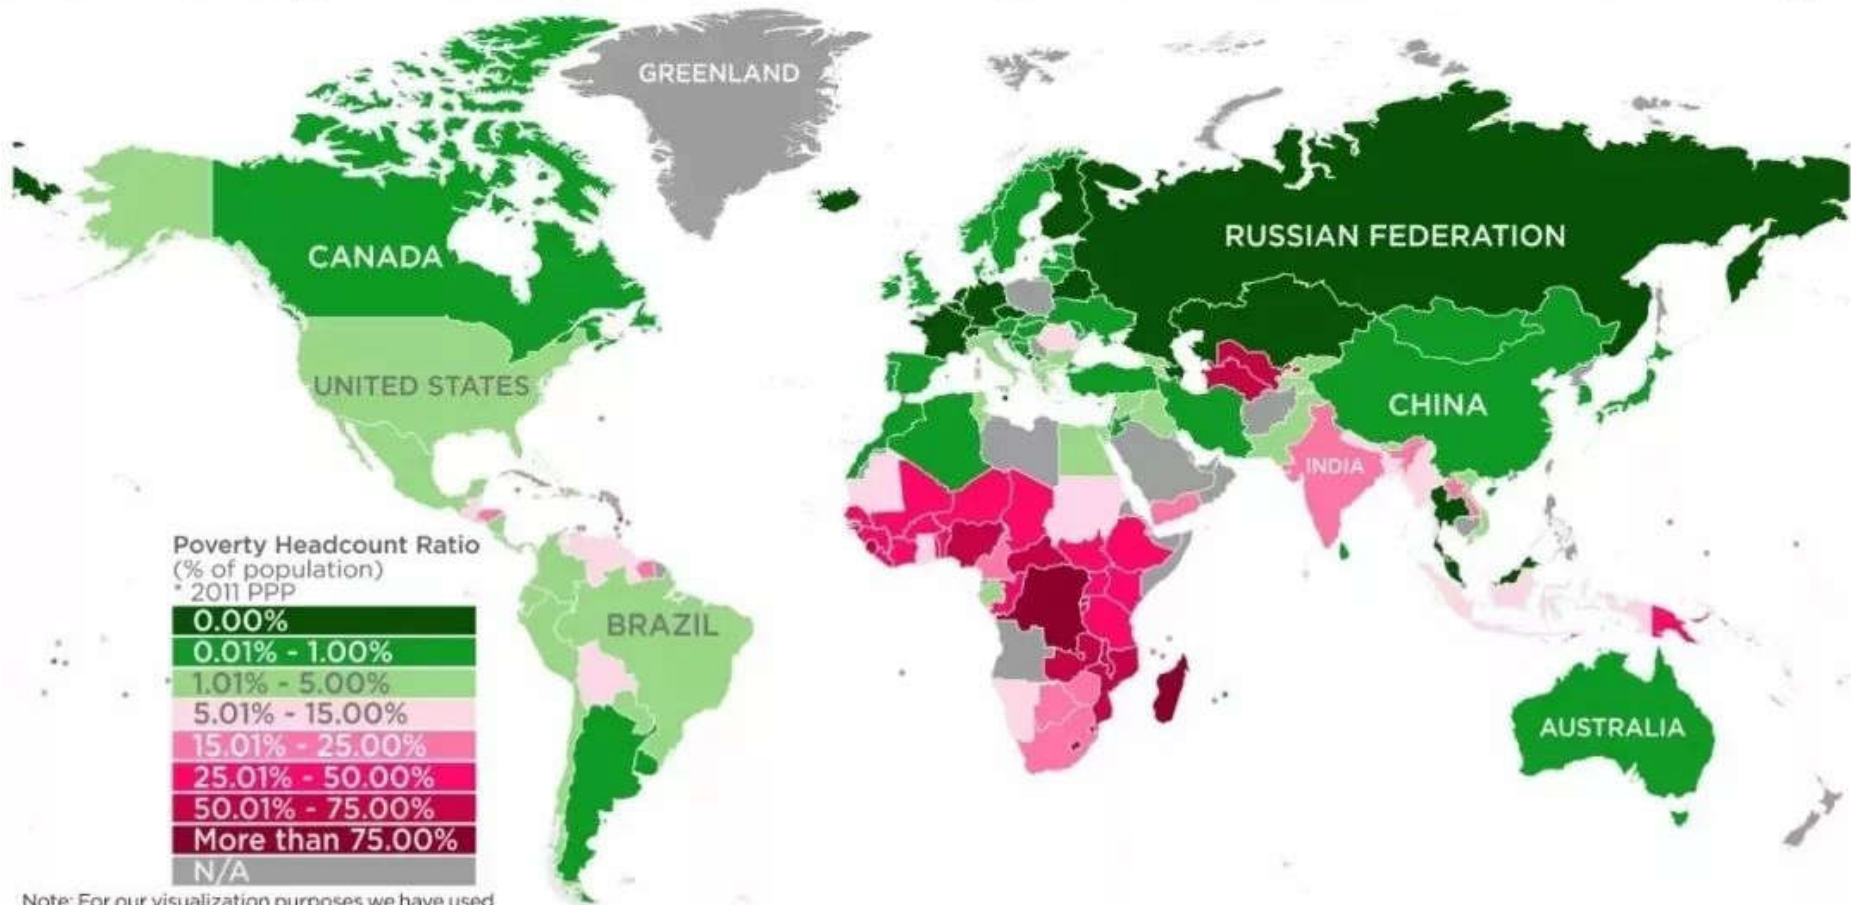 GREENLAND
CANADA
RUSSIAN FEDERATION
UNITED STATES
CHINA
INDIA
BRAZIL
AUSTRALIA
Poverty Headcount Ratio
(% of population)
* 2011 PPP
0.00%
0.01% - 1.00%
1.01% - 5.00%
5.01% - 15.00%
15.01% - 25.00%
25.01% - 50.00%
50.01% - 75.00%
More than 75.00%
N/A
Note: For our visualization purposes we have used